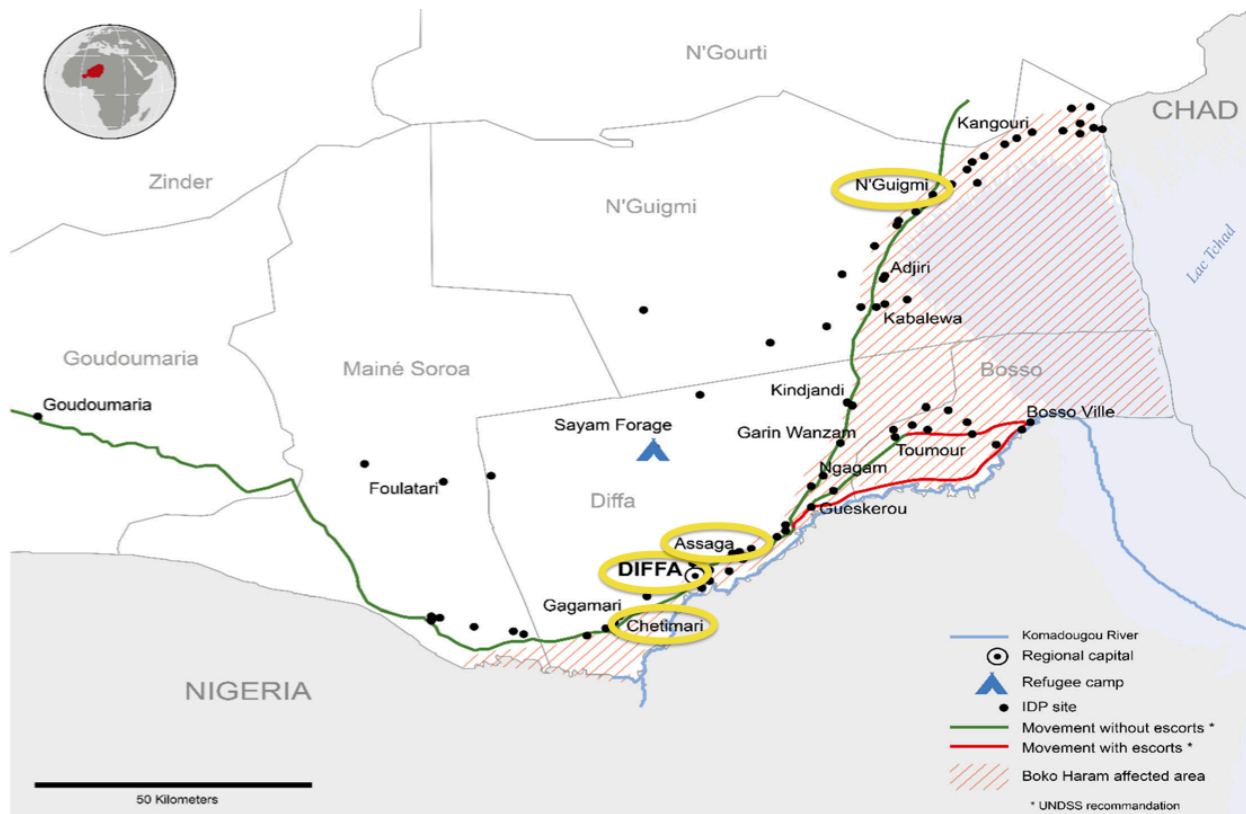 N'Gourti
CHAD
Kangouri
Zinder
N'Guigmi
N'Guigmi
Lac Tchad
Adjiri
Kabalewa
Goudoumaria
Mainé Soroa
Bosso
Goudoumaria
Kindjandi
Bosso Ville
Sayam Forage
Garin Wanzam
Toumour
Ngagam
Foulatari
Diffa
Gueskerou
Assaga
DIFFA
Gagamari
Chetimari
NIGERIA
Komadougou River
Regional capital
Refugee camp
IDP site
Movement without escorts *
Movement with escorts *
Boko Haram affected area
* UNDSS recommandation
50 Kilometers